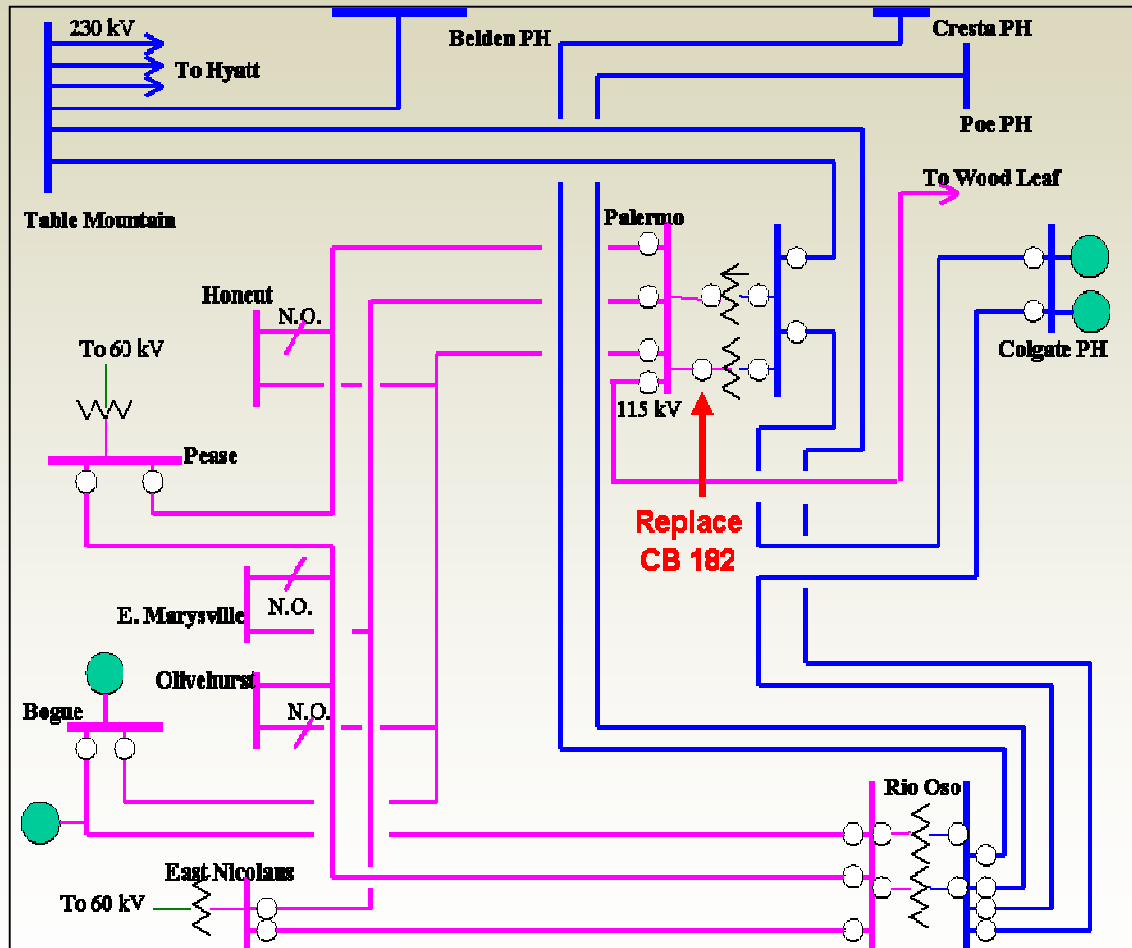 230 kV
To Hyatt
Belden PH
Cresta PH
Poe PH
To Wood Leaf
Table Mountain
Palermo
Honcut
N.O.
To 60 kV
Colgate PH
115 kV
Pease
Replace
CB 182
N.O.
E. Marysville
Olivehurst
N.O.
Bogue
Rio Oso
East Nicolaus
To 60 kV